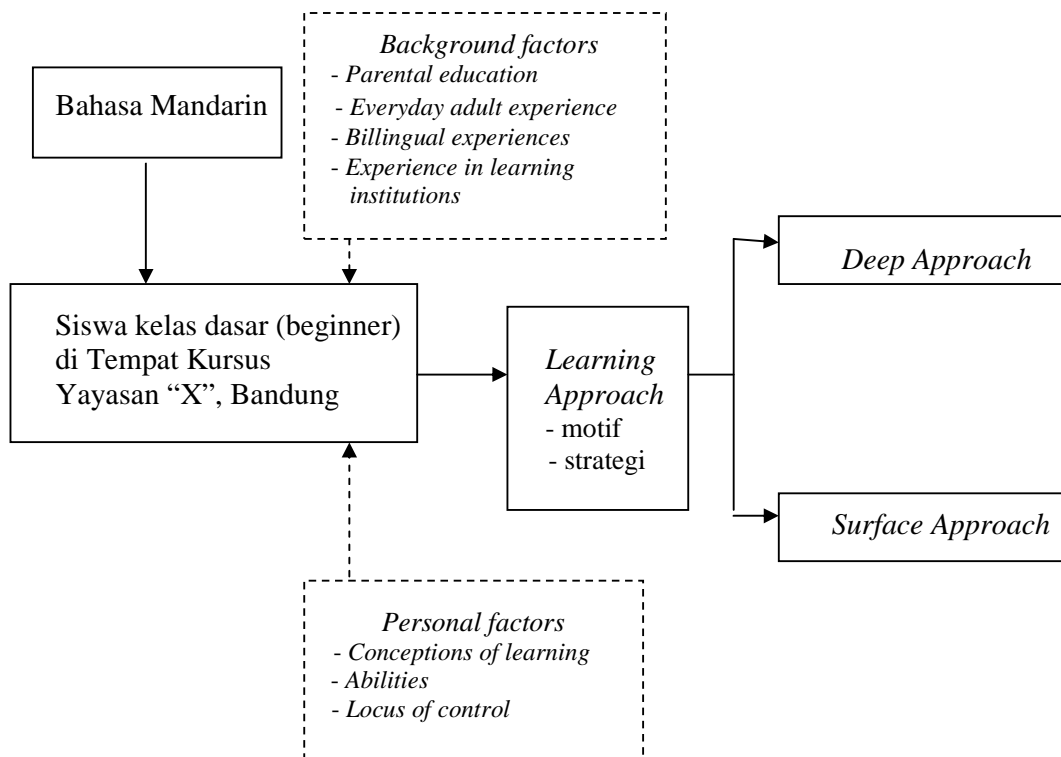 Background factors
- Parental education
- Everyday adult experience
- Billingual experiences
- Experience in learning
institutions
Bahasa Mandarin
Siswa kelas dasar (beginner)
di Tempat Kursus
Yayasan “X”, Bandung
Learning
Approach
- motif
- strategi
Deep Approach
Surface Approach
Personal factors
- Conceptions of learning
- Abilities
- Locus of control